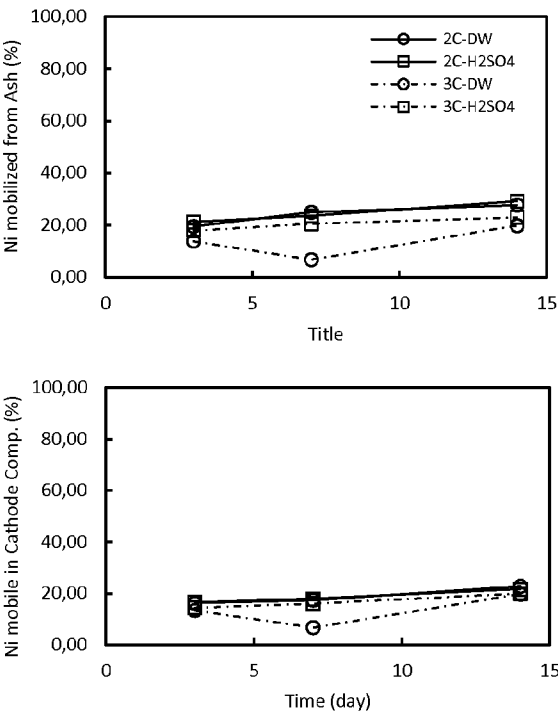 Ni mobilized from Ash (%)
100,00
80,00
60,00
40,00
20,00
0,00
2C-DW
2C-H2SO4
3C-DW
3C-H2SO4
0 5 10 15
Title
Ni mobile in Cathode Comp. (%)
100,00
80,00
60,00
40,00
20,00
0,00
0 5 10 15
Time (day)